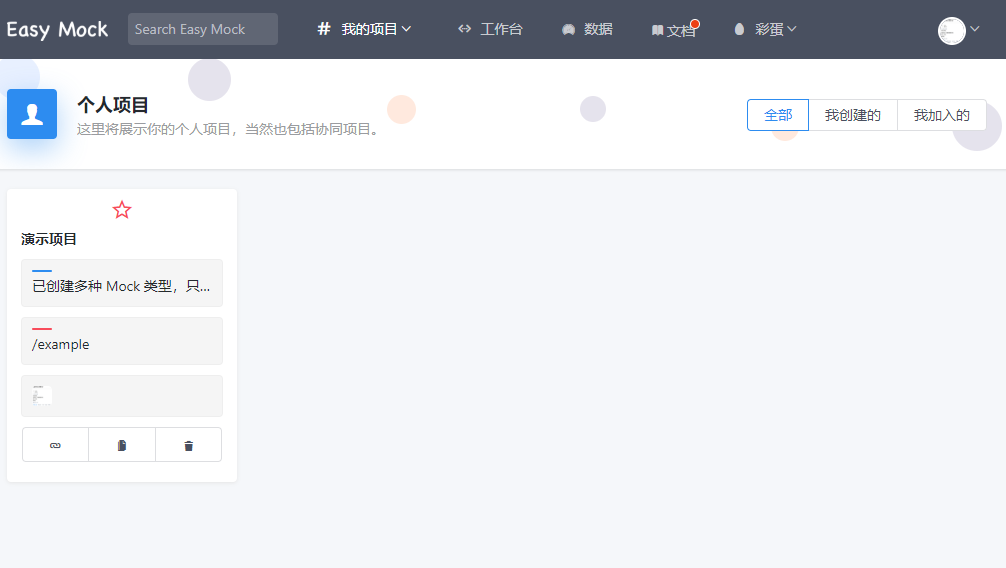 Easy Mock
Search Easy Mock
我的项目
工作台
数据
文档
彩蛋
个人项目
这里将展示你的个人项目，当然也包括协同项目。
全部
我创建的
我加入的
演示项目
已创建多种 Mock 类型，只...
/example